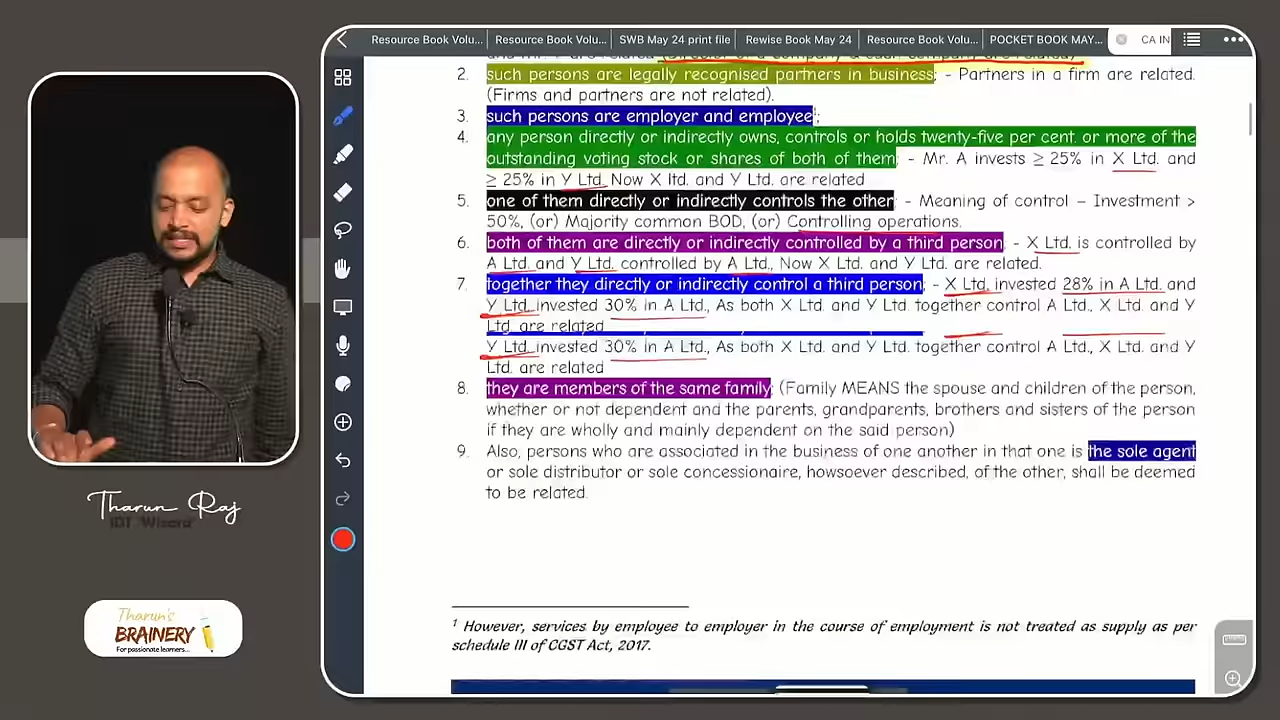 Resource Book Volu... Resource Book Volu... SWB May 24 print file Rewise Book May 24 Resource Book Volu... POCKET BOOK MAY... CA IN
2. such persons are legally recognised partners in business; - Partners in a firm are related.
(Firms and partners are not related).
3. such persons are employer and employee¹;
4. any person directly or indirectly owns, controls or holds twenty-five per cent. or more of the
outstanding voting stock or shares of both of them; - Mr. A invests ≥ 25% in X Ltd. and
≥ 25% in Y Ltd. Now X ltd. and Y Ltd. are related
5. one of them directly or indirectly controls the other; - Meaning of control – Investment >
50%, (or) Majority common BOD, (or) Controlling operations.
6. both of them are directly or indirectly controlled by a third person; - X Ltd. is controlled by
A Ltd. and Y Ltd. controlled by A Ltd., Now X Ltd. and Y Ltd. are related.
7. together they directly or indirectly control a third person; - X Ltd. invested 28% in A Ltd. and
Y Ltd. invested 30% in A Ltd., As both X Ltd. and Y Ltd. together control A Ltd., X Ltd. and Y
Ltd. are related
Y Ltd. invested 30% in A Ltd., As both X Ltd. and Y Ltd. together control A Ltd., X Ltd. and Y
Ltd. are related
8. they are members of the same family; (Family MEANS the spouse and children of the person,
whether or not dependent and the parents, grandparents, brothers and sisters of the person
if they are wholly and mainly dependent on the said person)
9. Also, persons who are associated in the business of one another in that one is the sole agent
or sole distributor or sole concessionaire, howsoever described, of the other, shall be deemed
to be related.
¹ However, services by employee to employer in the course of employment is not treated as supply as per
schedule III of CGST Act, 2017.
Tharun Raj
IDT 'Wizard'
Tharun's
BRAINERY
For passionate learners...